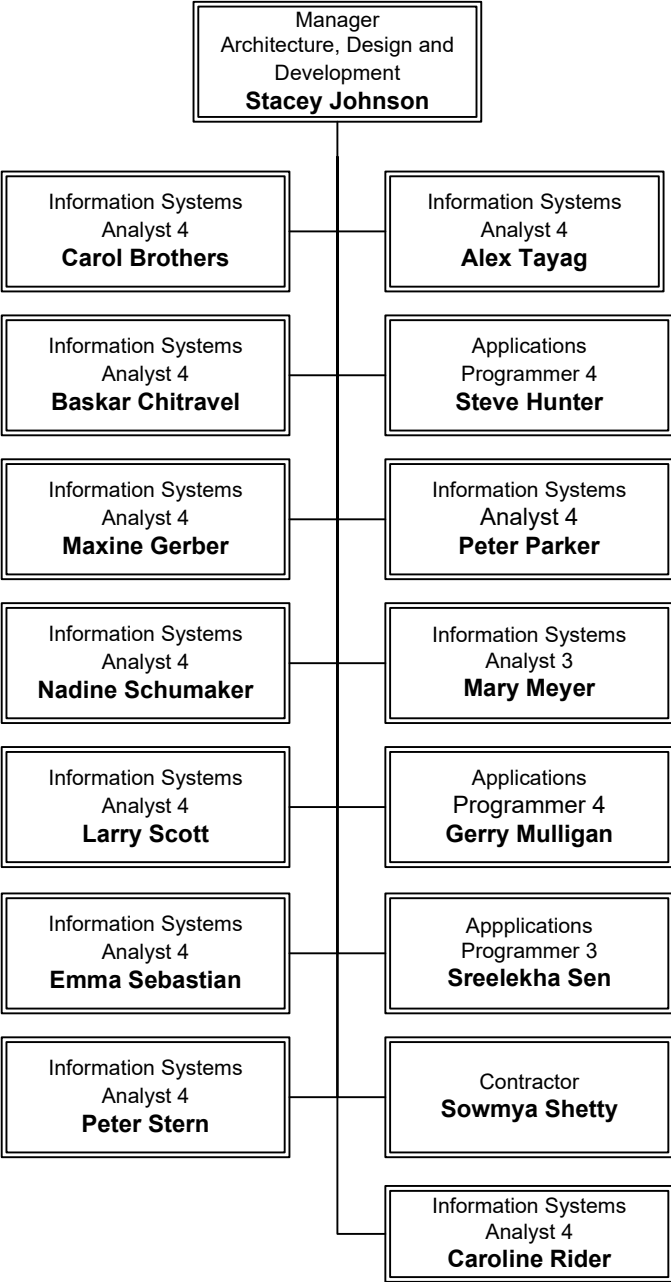 Manager
Architecture, Design and
Development
Stacey Johnson
Information Systems
Analyst 4
Carol Brothers
Information Systems
Analyst 4
Alex Tayag
Information Systems
Analyst 4
Baskar Chitravel
Applications
Programmer 4
Steve Hunter
Information Systems
Analyst 4
Maxine Gerber
Information Systems
Analyst 4
Peter Parker
Information Systems
Analyst 4
Nadine Schumaker
Information Systems
Analyst 3
Mary Meyer
Information Systems
Analyst 4
Larry Scott
Applications
Programmer 4
Gerry Mulligan
Information Systems
Analyst 4
Emma Sebastian
Appplications
Programmer 3
Sreelekha Sen
Information Systems
Analyst 4
Peter Stern
Contractor
Sowmya Shetty
Information Systems
Analyst 4
Caroline Rider